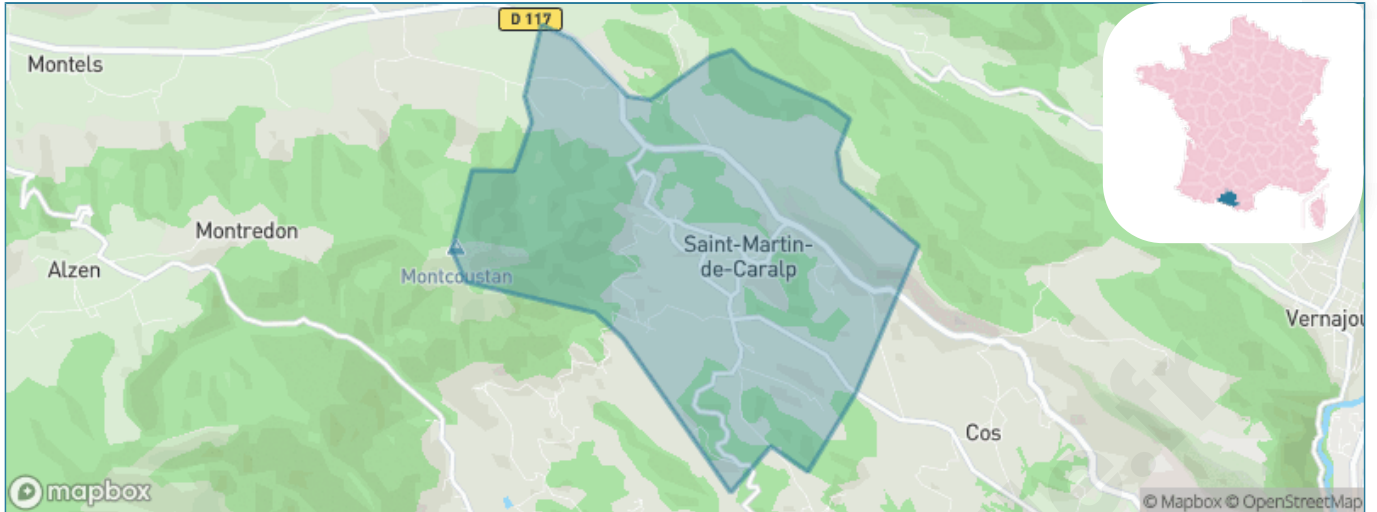 D 117
Montels
Montredon
Alzen
Montcoustan
Saint-Martin-
de-Caralp
Vernajou
Cos
mapbox
© Mapbox © OpenStreetMap